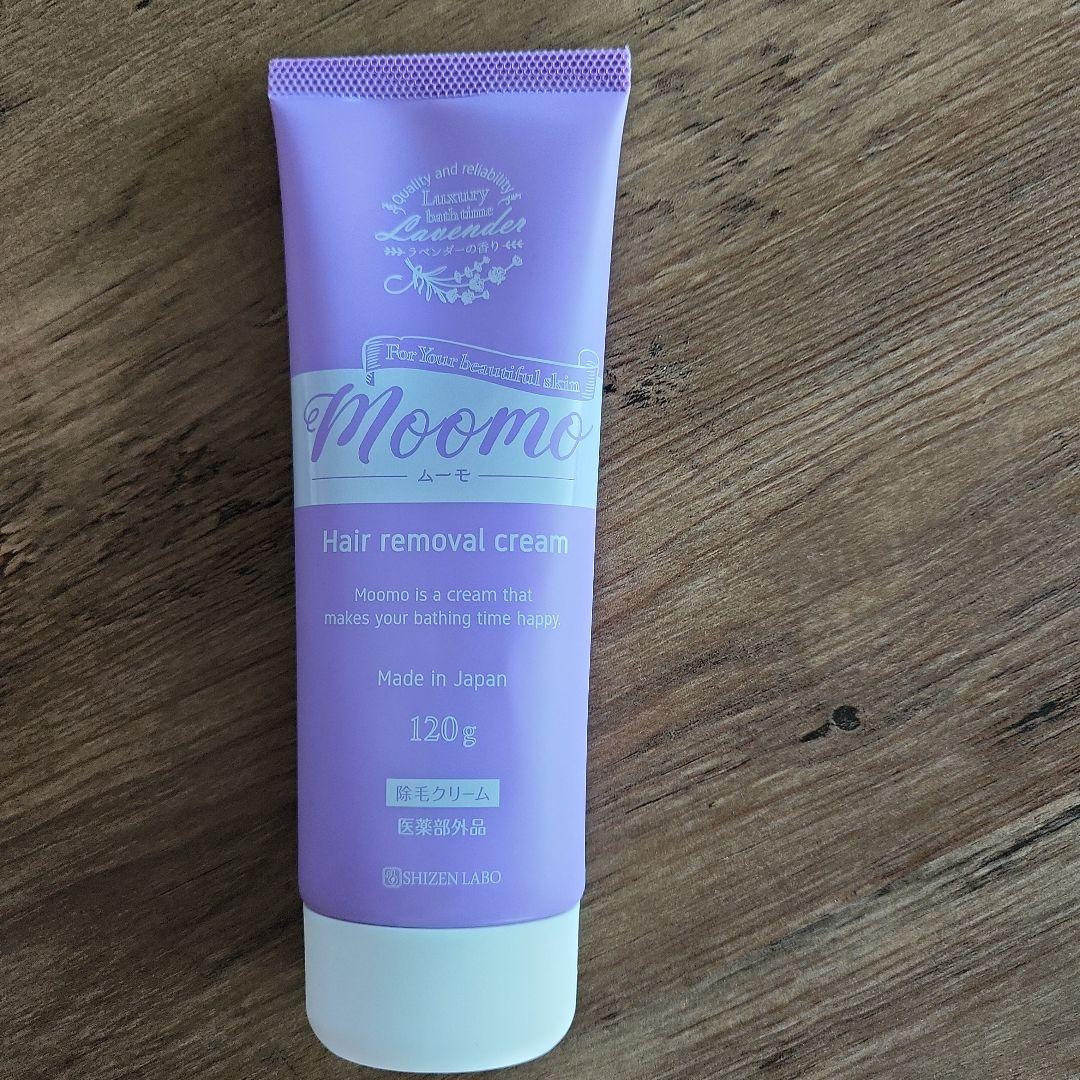 Quality and reliability
Luxury
bath time
Lavender
ラベンダーの香り
For Your beautiful skin
Moomo
ムーモ
Hair removal cream
Moomo is a cream that
makes your bathing time happy.
Made in Japan
120g
除毛クリーム
医薬部外品
SHIZEN LABO